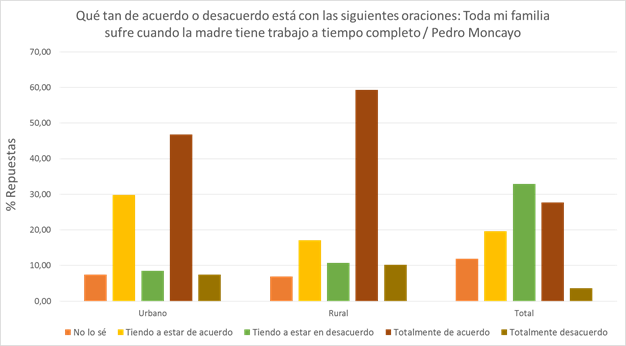 Qué tan de acuerdo o desacuerdo está con las siguientes oraciones: Toda mi familia
sufre cuando la madre tiene trabajo a tiempo completo / Pedro Moncayo
% Repuestas
70,00
60,00
50,00
40,00
30,00
20,00
10,00
0,00
Urbano Rural Total
No lo sé Tiendo a estar de acuerdo Tiendo a estar en desacuerdo Totalmente de acuerdo Totalmente desacuerdo